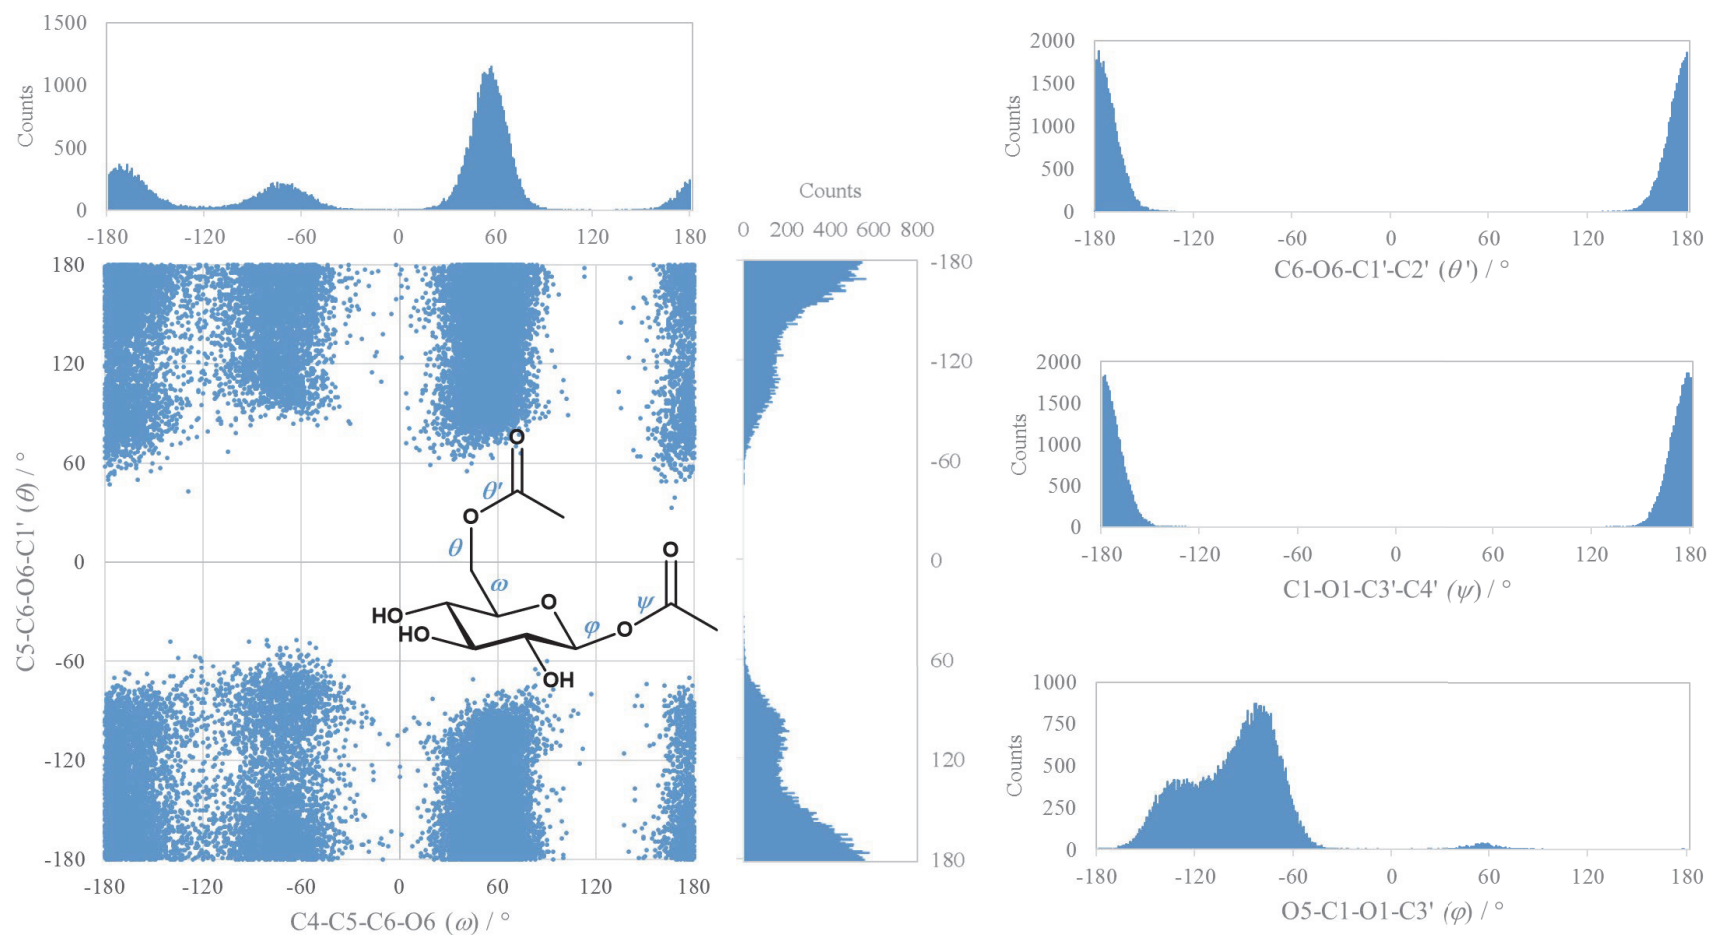 1500
1000
500
0
Counts
-180 -120 -60 0 60 120 180
Counts
0 200 400 600 800
180
120
60
0
-60
-120
-180
C5-C6-O6-C1' (θ) / °
-180 -120 -60 0 60 120 180
C4-C5-C6-O6 (ω) / °
-180
-120
-60
0
60
120
180
O
θ'
O
θ
ω
O
O
ψ
HO
HO
φ
O
OH
2000
1500
1000
500
0
Counts
-180 -120 -60 0 60 120 180
C6-O6-C1'-C2' (θ') / °
2000
1500
1000
500
0
Counts
-180 -120 -60 0 60 120 180
C1-O1-C3'-C4' (ψ) / °
1000
750
500
250
0
Counts
-180 -120 -60 0 60 120 180
O5-C1-O1-C3' (φ) / °